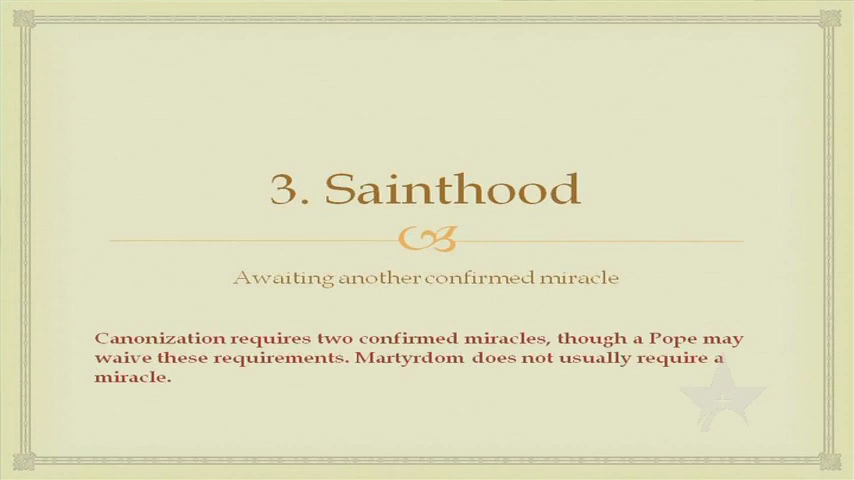 3. Sainthood
Awaiting another confirmed miracle
Canonization requires two confirmed miracles, though a Pope may
waive these requirements. Martyrdom does not usually require a
miracle.